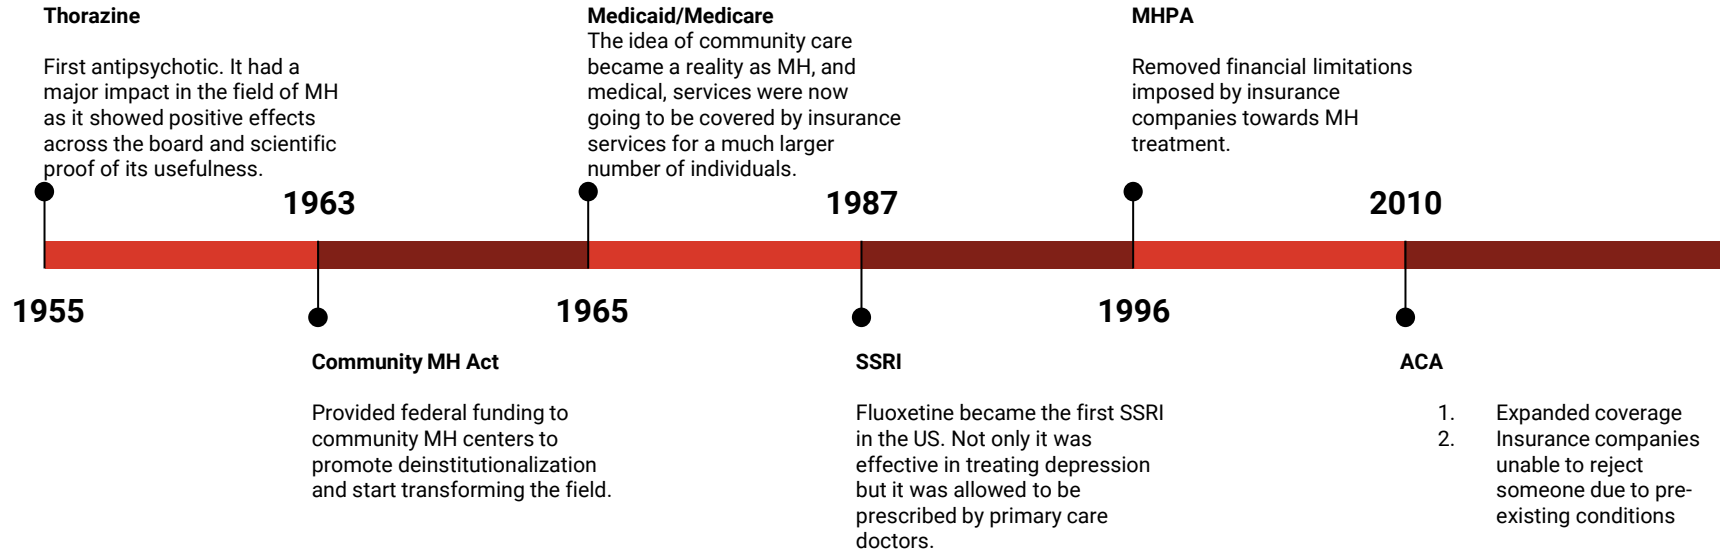 Thorazine
First antipsychotic. It had a
major impact in the field of MH
as it showed positive effects
across the board and scientific
proof of its usefulness.
1955
1963
Community MH Act
Provided federal funding to
community MH centers to
promote deinstitutionalization
and start transforming the field.
Medicaid/Medicare
The idea of community care
became a reality as MH, and
medical, services were now
going to be covered by insurance
services for a much larger
number of individuals.
1965
1987
SSRI
Fluoxetine became the first SSRI
in the US. Not only it was
effective in treating depression
but it was allowed to be
prescribed by primary care
doctors.
MHPA
Removed financial limitations
imposed by insurance
companies towards MH
treatment.
1996
2010
ACA
1. Expanded coverage
2. Insurance companies
unable to reject
someone due to pre-
existing conditions